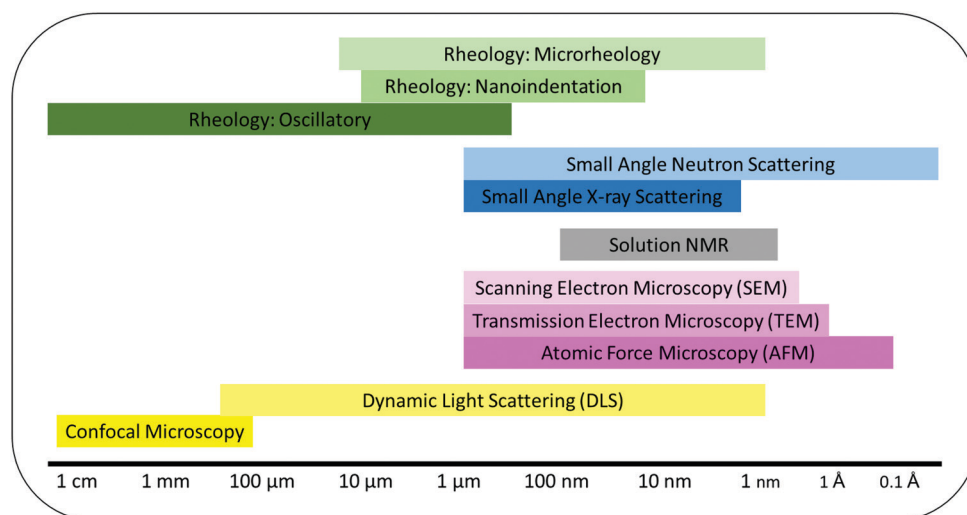 Rheology: Microrheology
Rheology: Nanoindentation
Rheology: Oscillatory
Small Angle Neutron Scattering
Small Angle X-ray Scattering
Solution NMR
Scanning Electron Microscopy (SEM)
Transmission Electron Microscopy (TEM)
Atomic Force Microscopy (AFM)
Dynamic Light Scattering (DLS)
Confocal Microscopy
1 cm 1 mm 100 μm 10 μm 1 μm 100 nm 10 nm 1 nm 1 Å 0.1 Å